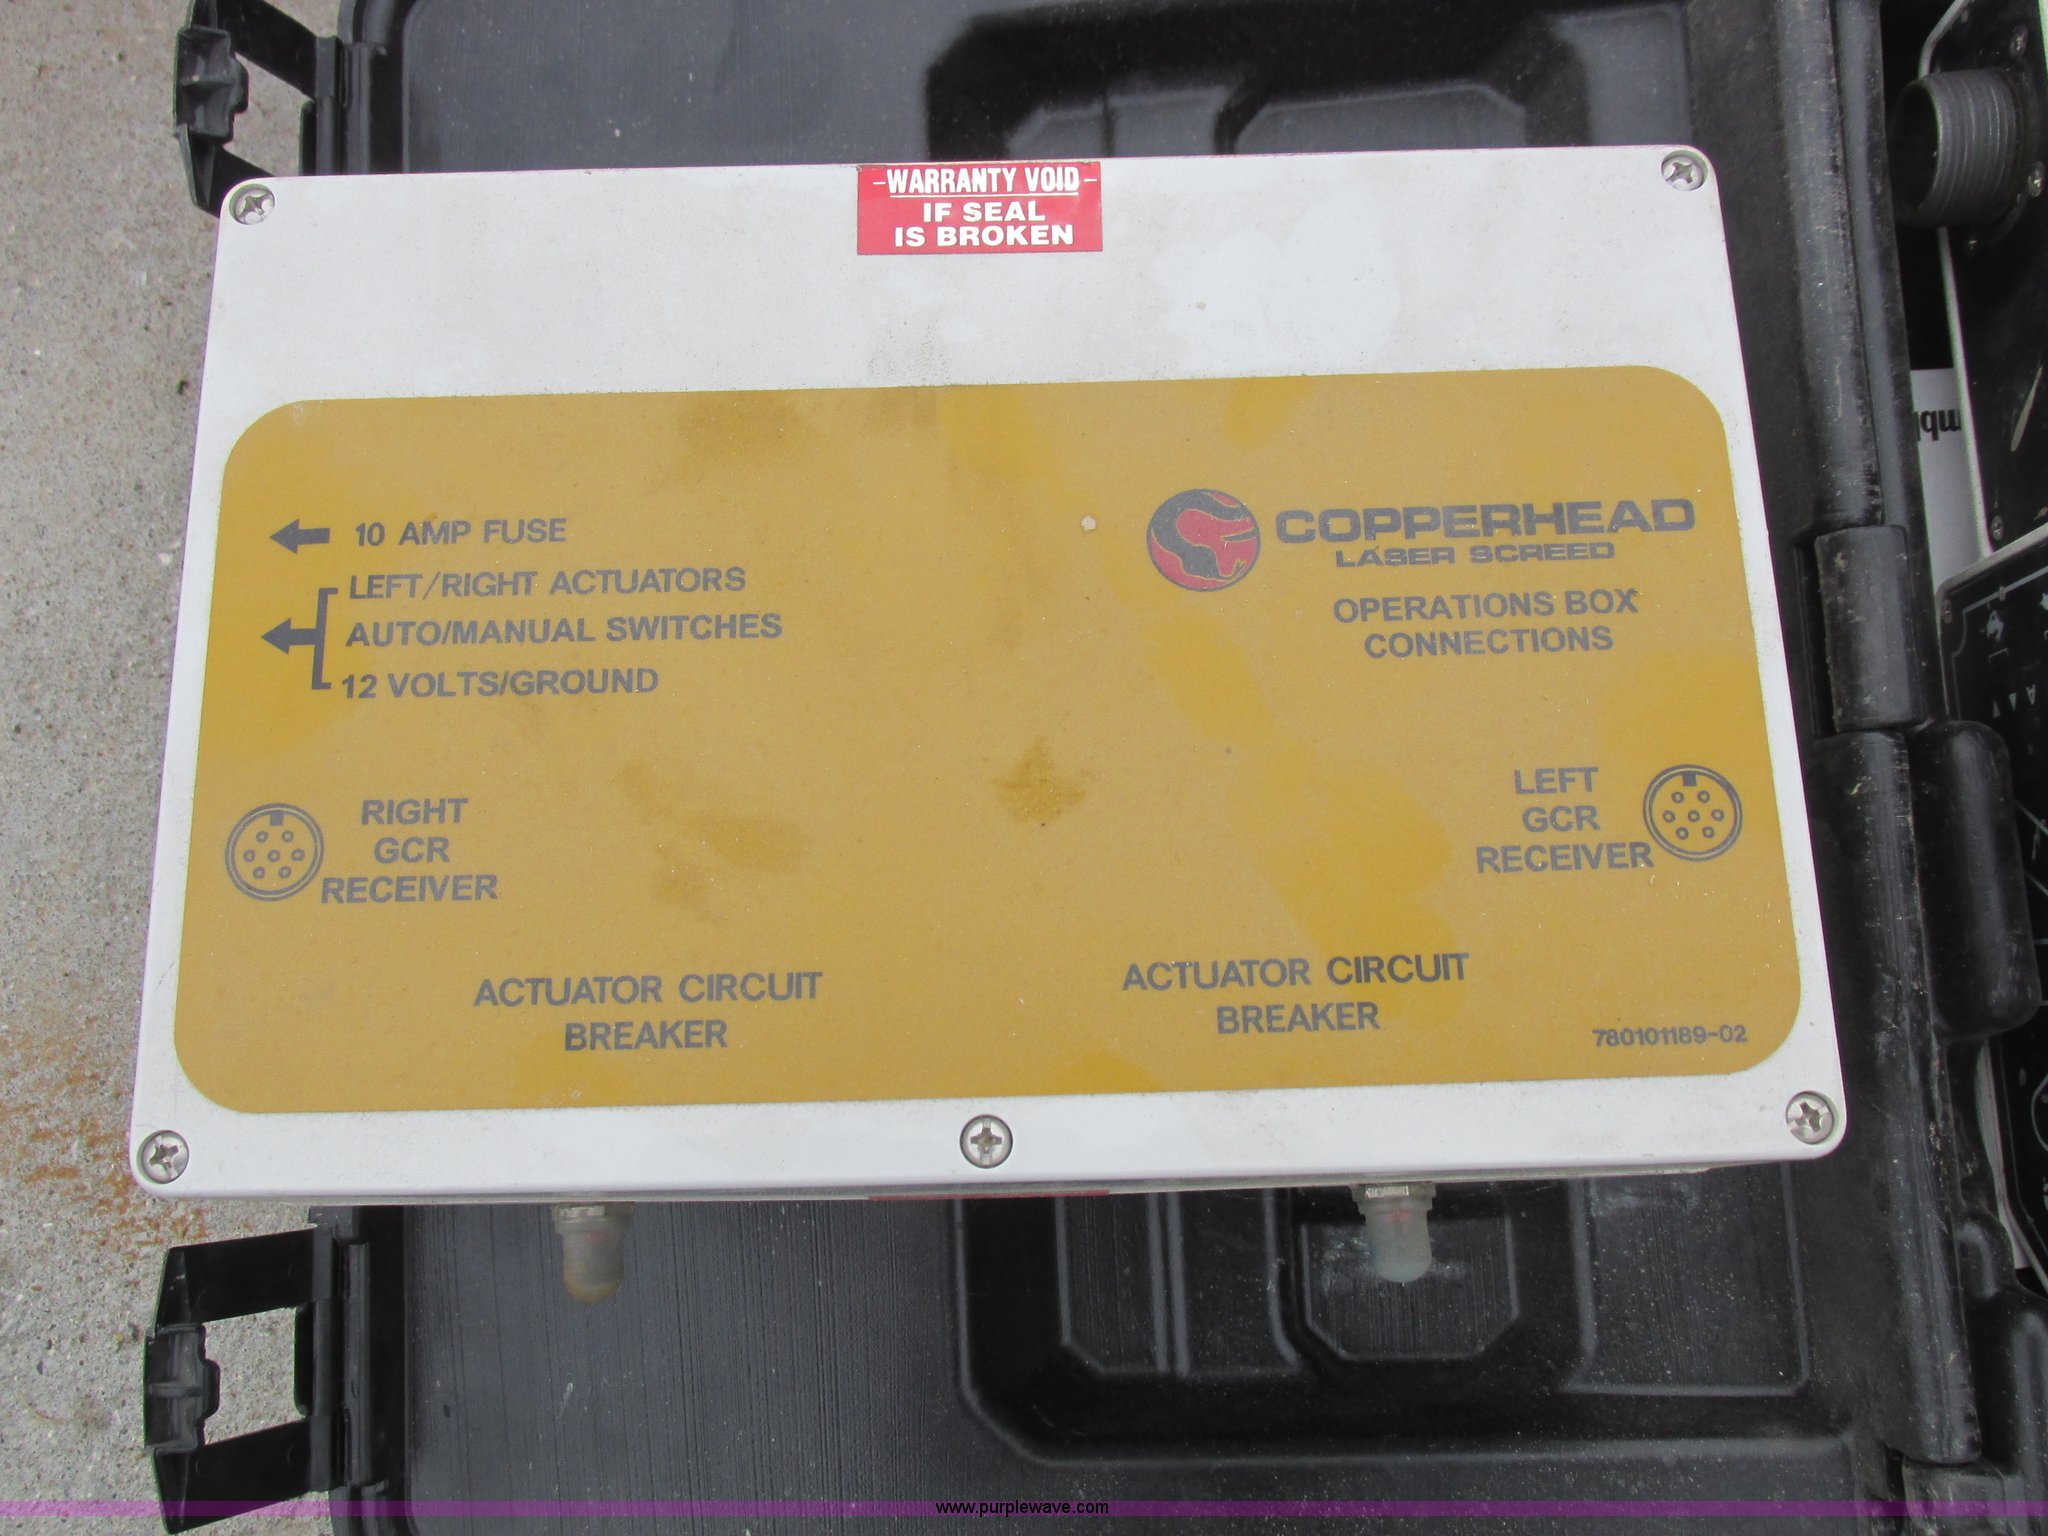 -WARRANTY VOID-
IF SEAL
IS BROKEN
10 AMP FUSE
LEFT/RIGHT ACTUATORS
AUTO/MANUAL SWITCHES
12 VOLTS/GROUND
COPPERHEAD
LASER SCREED
OPERATIONS BOX
CONNECTIONS
RIGHT
GCR
RECEIVER
LEFT
GCR
RECEIVER
ACTUATOR CIRCUIT
BREAKER
ACTUATOR CIRCUIT
BREAKER
780101189-02
www.purplewave.com